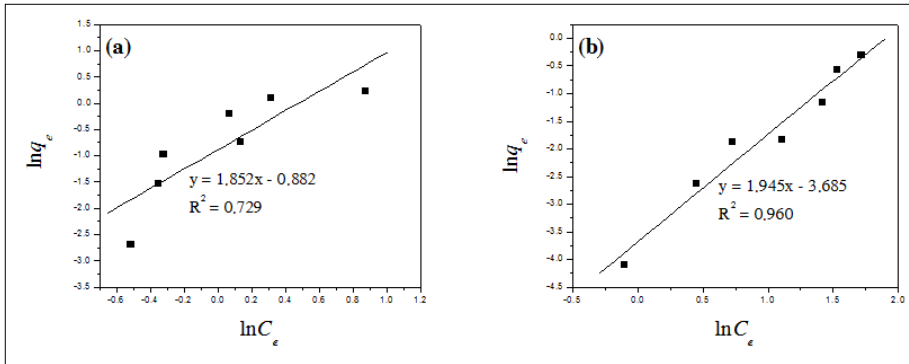 (a)
1.5
1.0
0.5
0.0
-0.5
-1.0
-1.5
-2.0
-2.5
-3.0
-3.5
lnq_e
y = 1,852x - 0,882
R² = 0,729
-0.6 -0.4 -0.2 0.0 0.2 0.4 0.6 0.8 1.0 1.2
lnC_e
(b)
0.0
-0.5
-1.0
-1.5
-2.0
-2.5
-3.0
-3.5
-4.0
-4.5
lnq_e
y = 1,945x - 3,685
R² = 0,960
-0.5 0.0 0.5 1.0 1.5 2.0
lnC_e